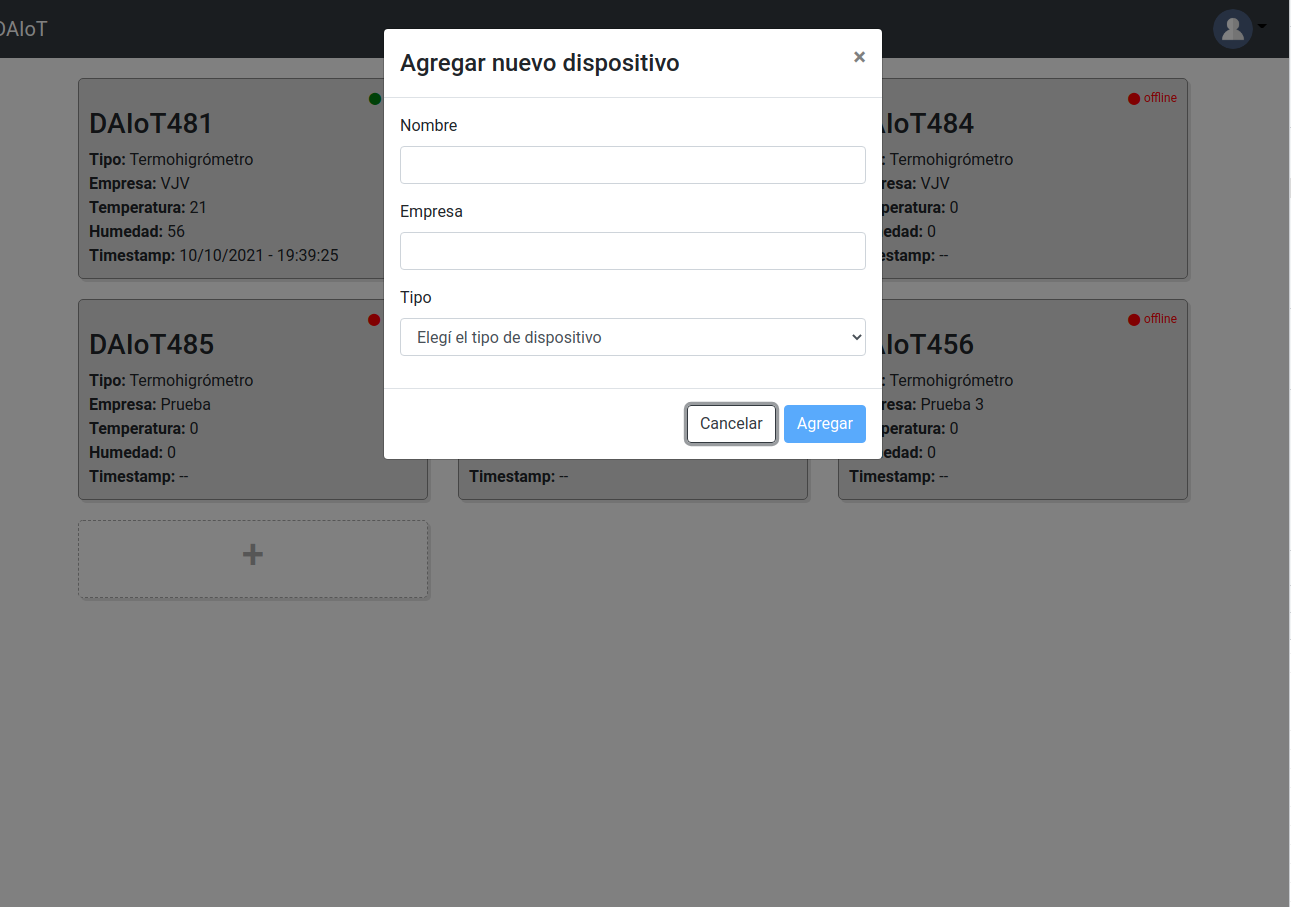 DAIoT
Agregar nuevo dispositivo
×
Nombre
Empresa
Tipo
Elegí el tipo de dispositivo
Cancelar
Agregar
DAIoT481
Tipo: Termohigrómetro
Empresa: VJV
Temperatura: 21
Humedad: 56
Timestamp: 10/10/2021 - 19:39:25
offline
IoT484
: Termohigrómetro
resa: VJV
peratura: 0
edad: 0
estamp: --
DAIoT485
Tipo: Termohigrómetro
Empresa: Prueba
Temperatura: 0
Humedad: 0
Timestamp: --
Timestamp: --
offline
IoT456
: Termohigrómetro
resa: Prueba 3
peratura: 0
edad: 0
estamp: --
+